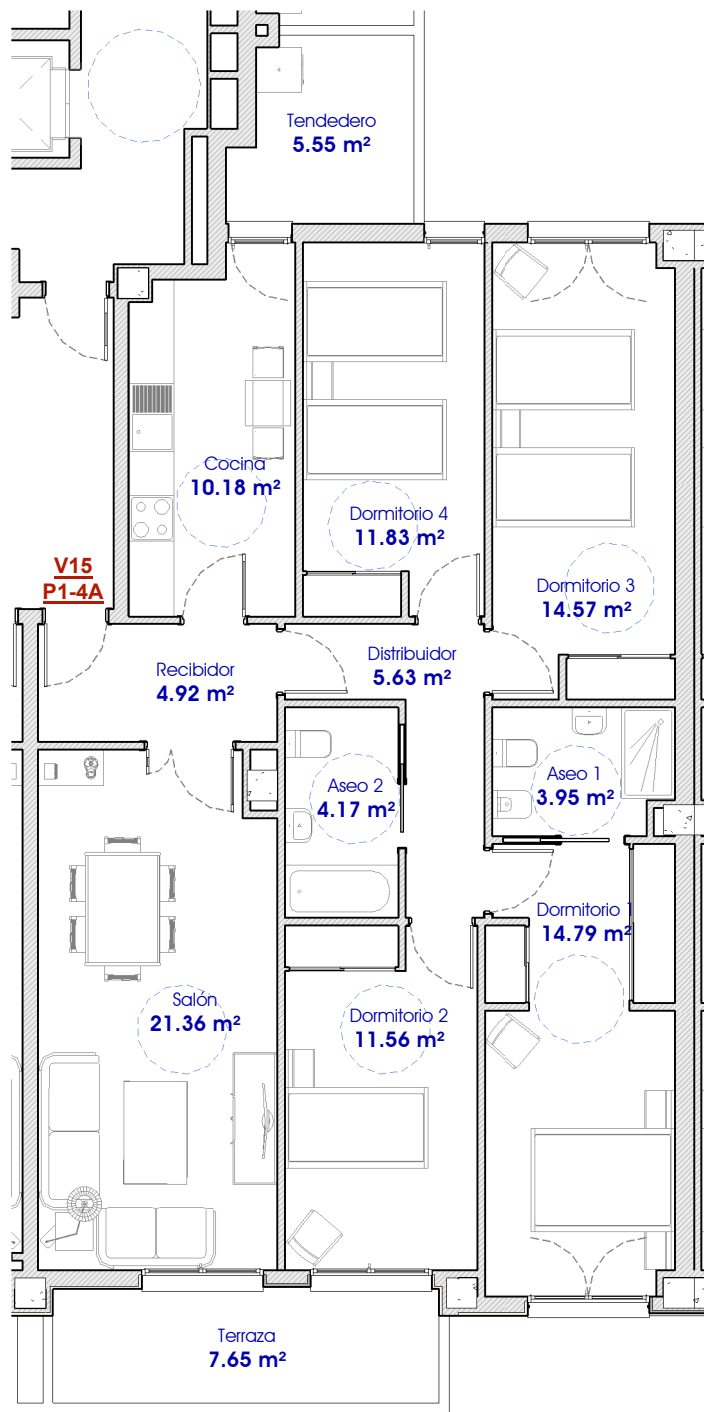 Tendedero
5.55 m²
Cocina
10.18 m²
Dormitorio 4
11.83 m²
Dormitorio 3
14.57 m²
V15
P1-4A
Recibidor
4.92 m²
Distribuidor
5.63 m²
Aseo 2
4.17 m²
Aseo 1
3.95 m²
Dormitorio 1
14.79 m²
Salón
21.36 m²
Dormitorio 2
11.56 m²
Terraza
7.65 m²